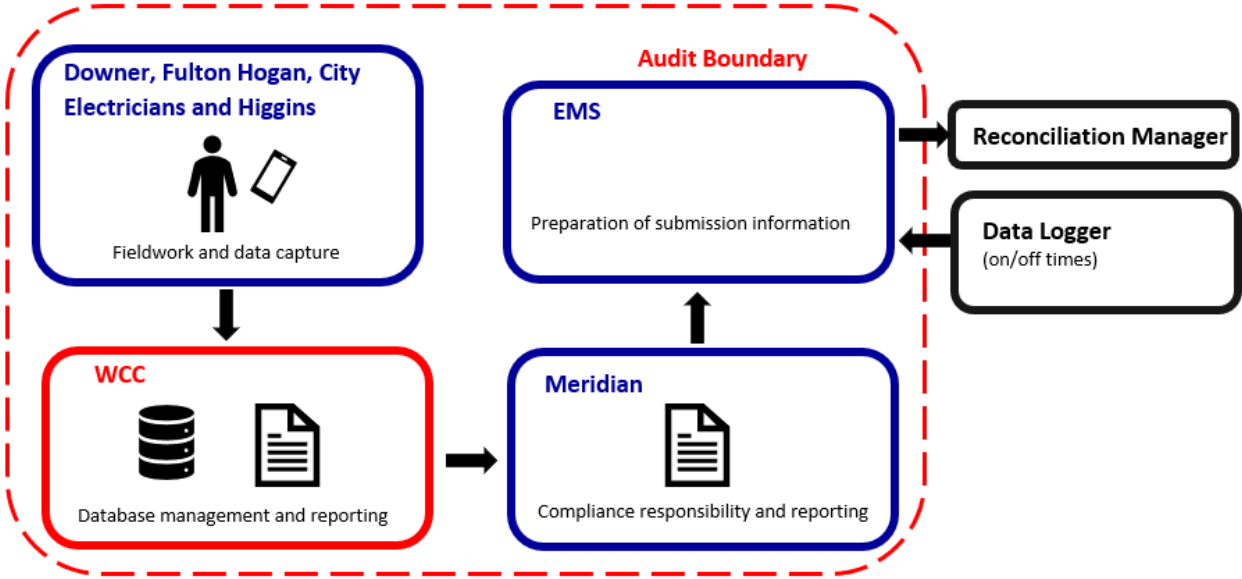 Audit Boundary
Downer, Fulton Hogan, City
Electricians and Higgins
Fieldwork and data capture
EMS
Preparation of submission information
Reconciliation Manager
Data Logger
(on/off times)
WCC
Database management and reporting
Meridian
Compliance responsibility and reporting